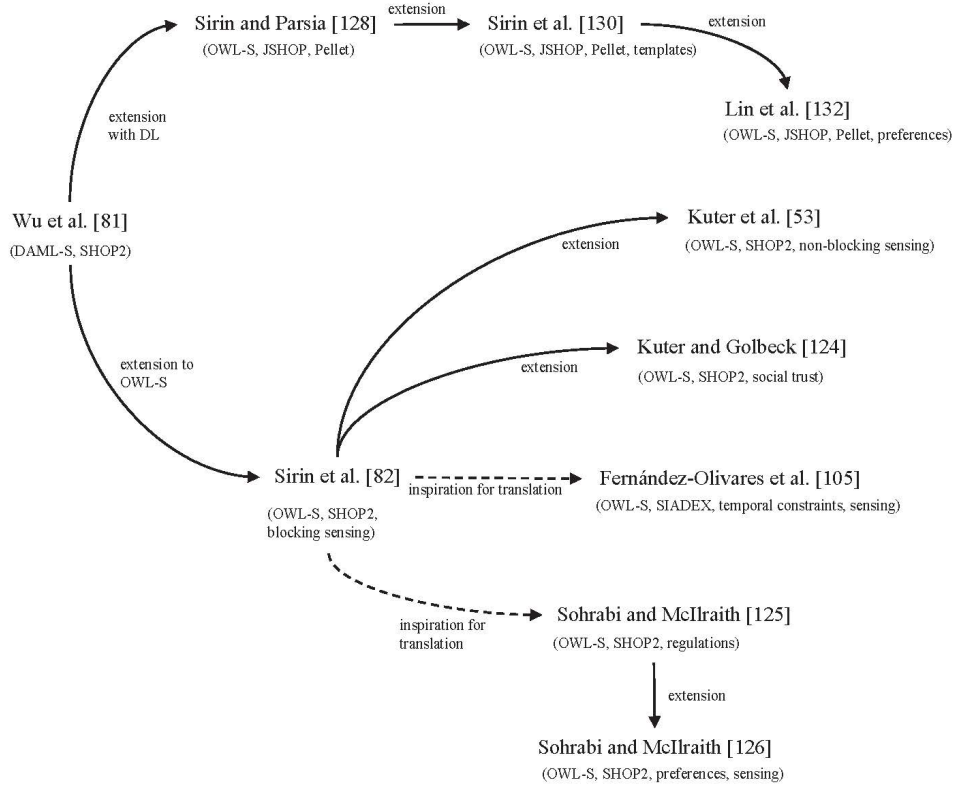 Sirin and Parsia [128]
(OWL-S, JSHOP, Pellet)
extension
Sirin et al. [130]
(OWL-S, JSHOP, Pellet, templates)
extension
Lin et al. [132]
(OWL-S, JSHOP, Pellet, preferences)
extension
with DL
Wu et al. [81]
(DAML-S, SHOP2)
Kuter et al. [53]
(OWL-S, SHOP2, non-blocking sensing)
extension
Kuter and Golbeck [124]
(OWL-S, SHOP2, social trust)
extension
extension to
OWL-S
Sirin et al. [82]
(OWL-S, SHOP2,
blocking sensing)
inspiration for translation
Fernández-Olivares et al. [105]
(OWL-S, SIADEX, temporal constraints, sensing)
inspiration for
translation
Sohrabi and McIlraith [125]
(OWL-S, SHOP2, regulations)
extension
Sohrabi and McIlraith [126]
(OWL-S, SHOP2, preferences, sensing)